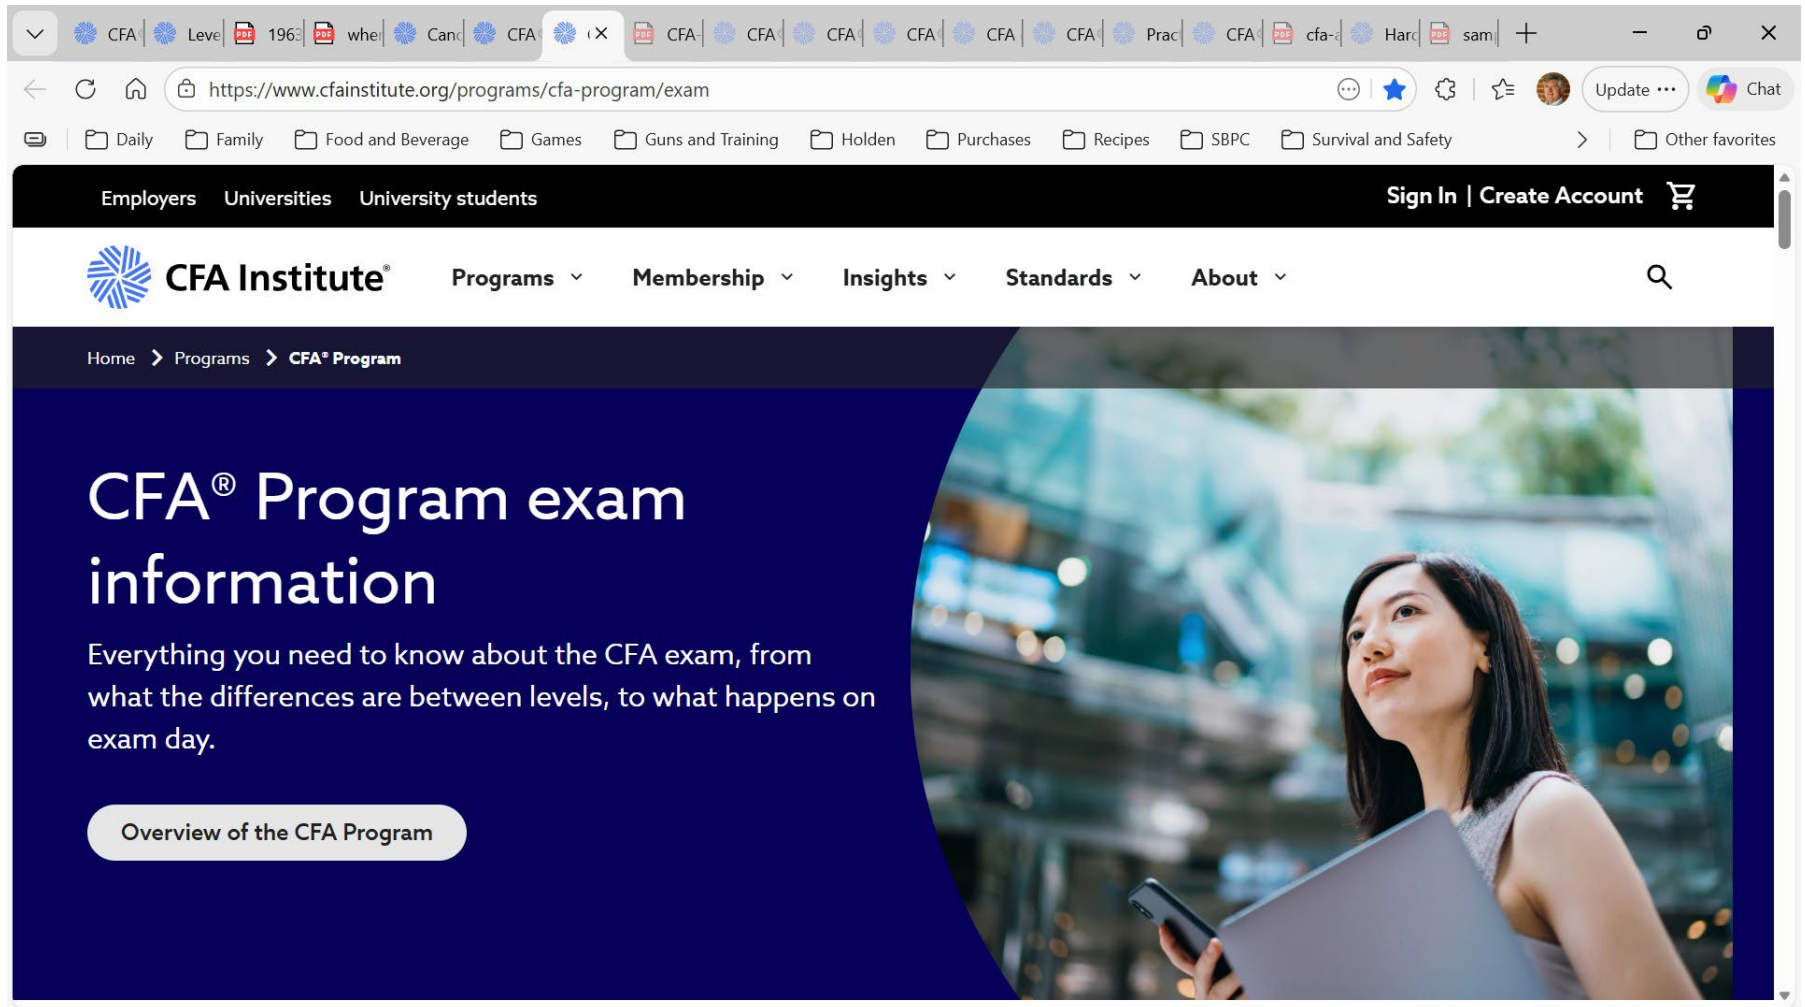 CFA Leve 1963 when Canc CFA CFA- CFA CFA CFA CFA CFA Prac CFA cfa-a Hard sam
https://www.cfainstitute.org/programs/cfa-program/exam Update Chat
Daily Family Food and Beverage Games Guns and Training Holden Purchases Recipes SBPC Survival and Safety Other favorites
Employers Universities University students Sign In | Create Account
CFA Institute® Programs Membership Insights Standards About
Home Programs CFA® Program
CFA® Program exam
information
Everything you need to know about the CFA exam, from
what the differences are between levels, to what happens on
exam day.
Overview of the CFA Program